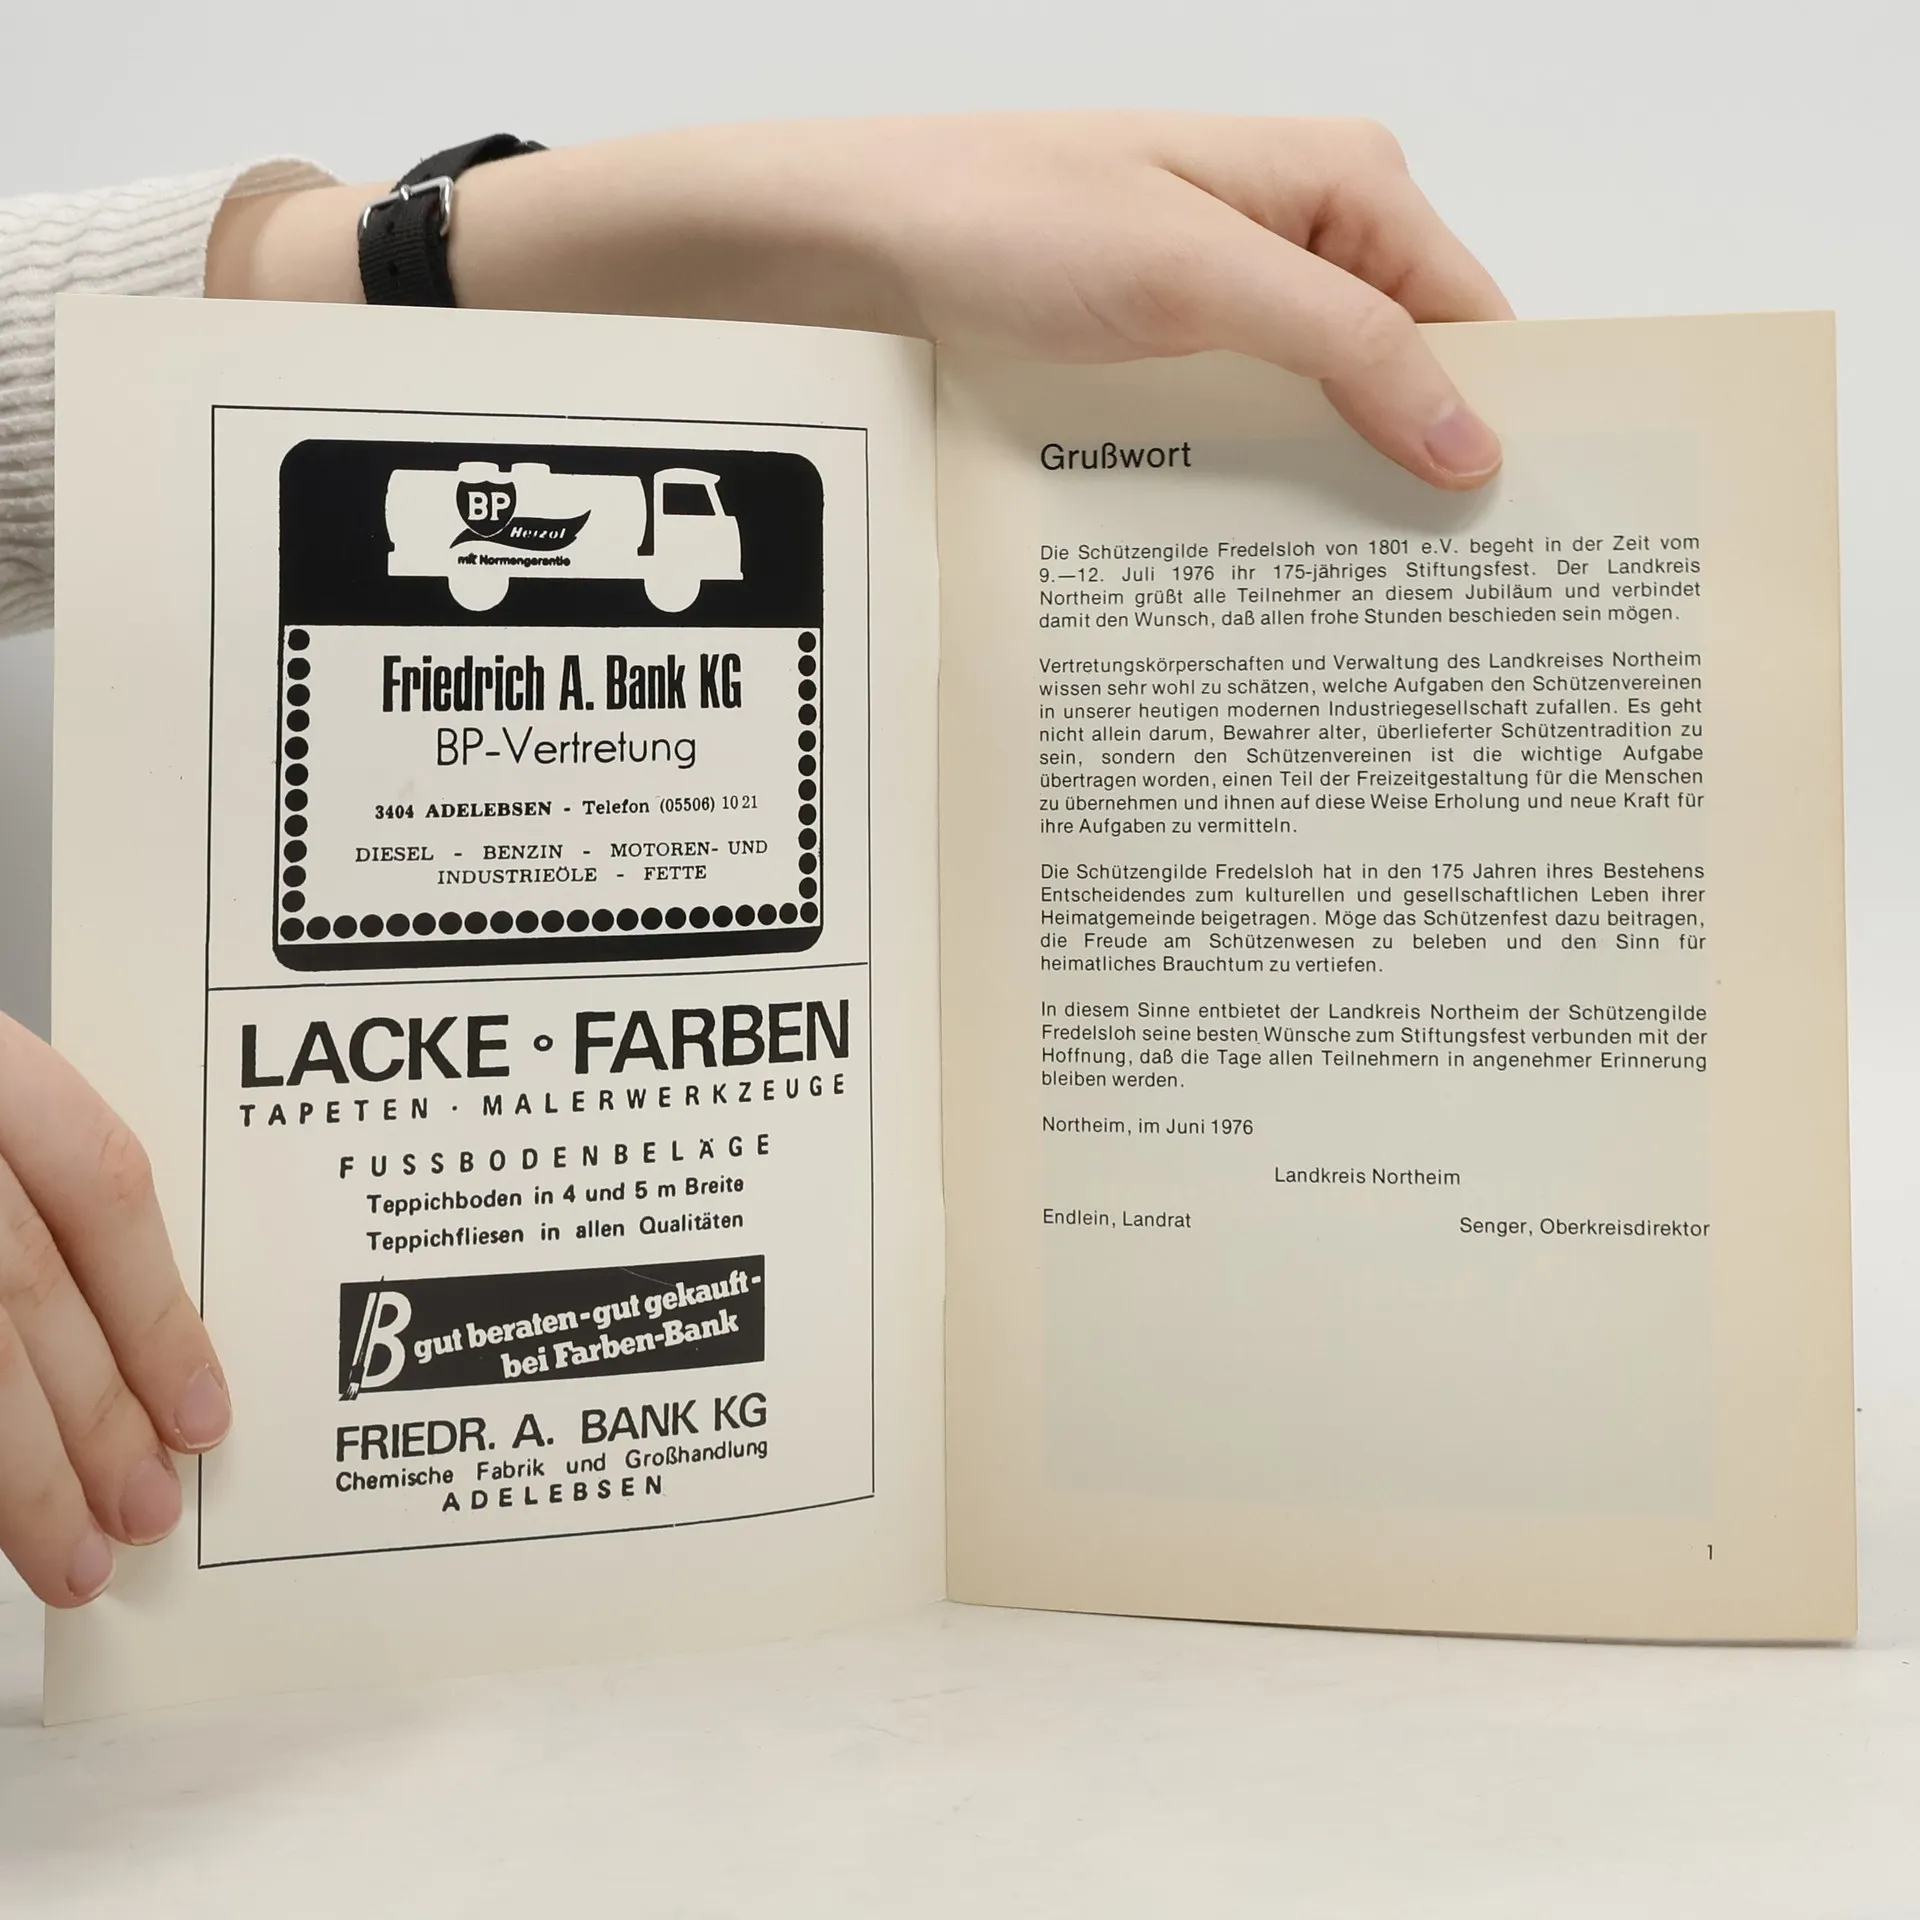 BP
Heizol
mit Normengarantie
Friedrich A. Bank KG
BP-Vertretung
3404 ADELEBSEN - Telefon (05506) 10 21
DIESEL - BENZIN - MOTOREN- UND
INDUSTRIEÖLE - FETTE
LACKE ∘ FARBEN
TAPETEN · MALERWERKZEUGE
FUSSBODENBELÄGE
Teppichboden in 4 und 5 m Breite
Teppichfliesen in allen Qualitäten
B
gut beraten-gut gekauft-
bei Farben-Bank
FRIEDR. A. BANK KG
Chemische Fabrik und Großhandlung
ADELEBSEN
Grußwort
Die Schützengilde Fredelsloh von 1801 e.V. begeht in der Zeit vom
9.—12. Juli 1976 ihr 175-jähriges Stiftungsfest. Der Landkreis
Northeim grüßt alle Teilnehmer an diesem Jubiläum und verbindet
damit den Wunsch, daß allen frohe Stunden beschieden sein mögen.
Vertretungskörperschaften und Verwaltung des Landkreises Northeim
wissen sehr wohl zu schätzen, welche Aufgaben den Schützenvereinen
in unserer heutigen modernen Industriegesellschaft zufallen. Es geht
nicht allein darum, Bewahrer alter, überlieferter Schützentradition zu
sein, sondern den Schützenvereinen ist die wichtige Aufgabe
übertragen worden, einen Teil der Freizeitgestaltung für die Menschen
zu übernehmen und ihnen auf diese Weise Erholung und neue Kraft für
ihre Aufgaben zu vermitteln.
Die Schützengilde Fredelsloh hat in den 175 Jahren ihres Bestehens
Entscheidendes zum kulturellen und gesellschaftlichen Leben ihrer
Heimatgemeinde beigetragen. Möge das Schützenfest dazu beitragen,
die Freude am Schützenwesen zu beleben und den Sinn für
heimatliches Brauchtum zu vertiefen.
In diesem Sinne entbietet der Landkreis Northeim der Schützengilde
Fredelsloh seine besten Wünsche zum Stiftungsfest verbunden mit der
Hoffnung, daß die Tage allen Teilnehmern in angenehmer Erinnerung
bleiben werden.
Northeim, im Juni 1976
Landkreis Northeim
Endlein, Landrat Senger, Oberkreisdirektor
1